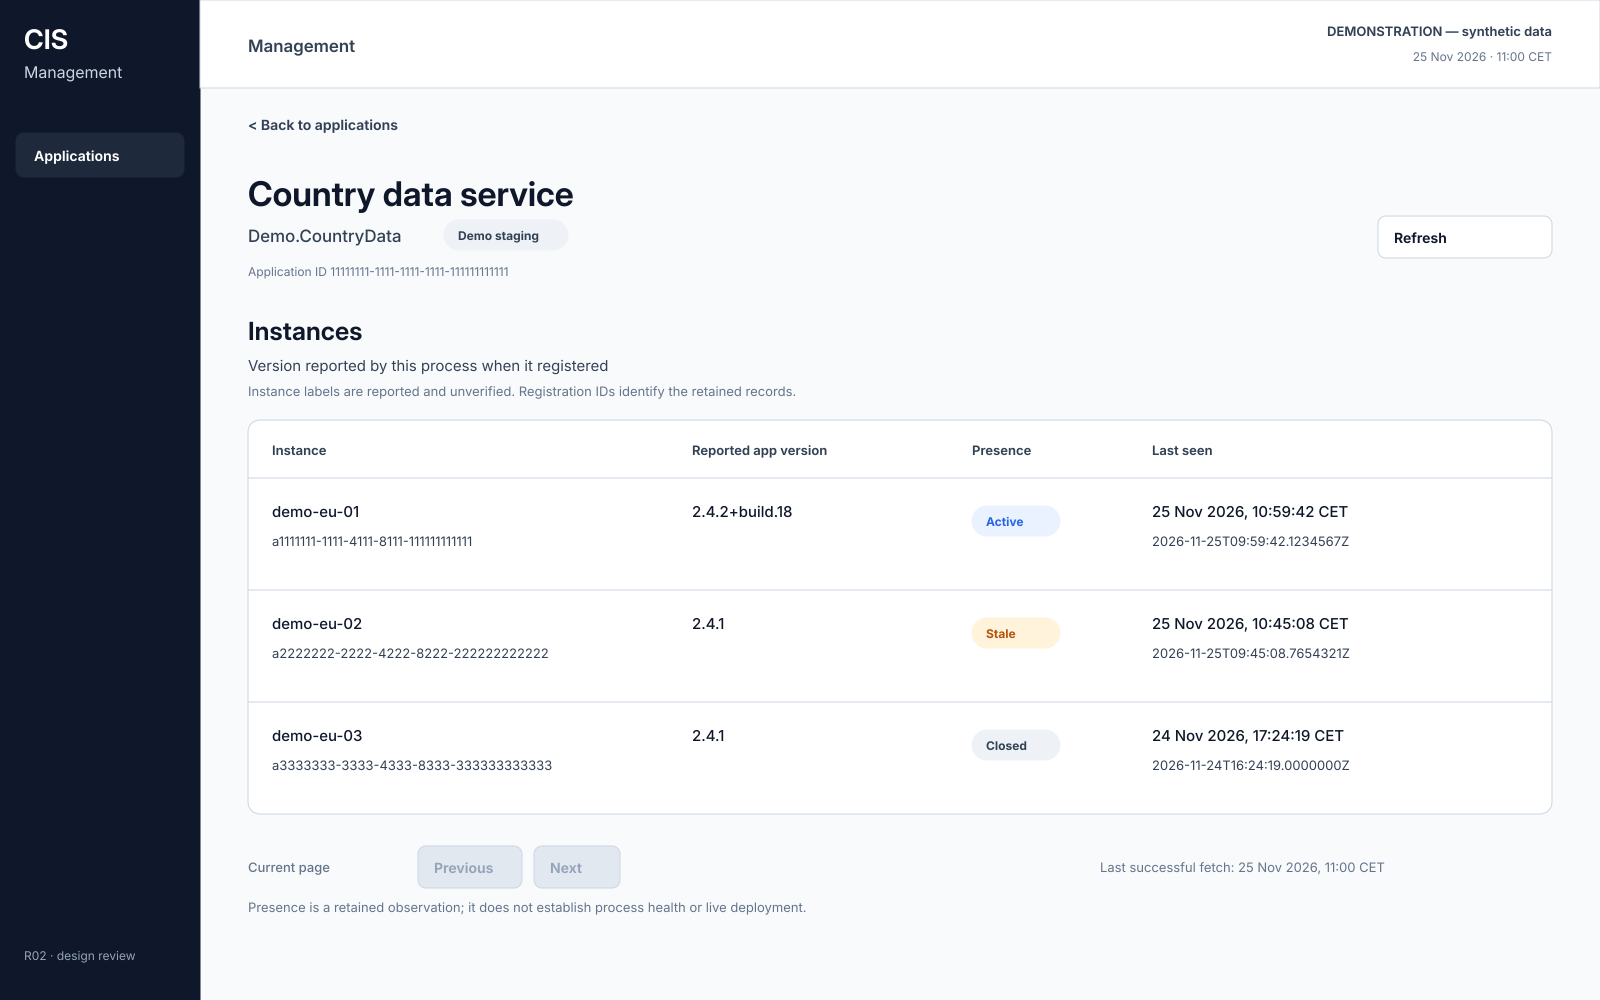 CIS
Management
Applications
R02 · design review
Management
DEMONSTRATION — synthetic data
25 Nov 2026 · 11:00 CET
< Back to applications
Country data service
Demo.CountryData
Demo staging
Application ID 11111111-1111-1111-1111-111111111111
Refresh
Instances
Version reported by this process when it registered
Instance labels are reported and unverified. Registration IDs identify the retained records.
Instance Reported app version Presence Last seen
demo-eu-01 2.4.2+build.18 Active 25 Nov 2026, 10:59:42 CET
a1111111-1111-4111-8111-111111111111 2026-11-25T09:59:42.1234567Z
demo-eu-02 2.4.1 Stale 25 Nov 2026, 10:45:08 CET
a2222222-2222-4222-8222-222222222222 2026-11-25T09:45:08.7654321Z
demo-eu-03 2.4.1 Closed 24 Nov 2026, 17:24:19 CET
a3333333-3333-4333-8333-333333333333 2026-11-24T16:24:19.0000000Z
Current page Previous Next Last successful fetch: 25 Nov 2026, 11:00 CET
Presence is a retained observation; it does not establish process health or live deployment.